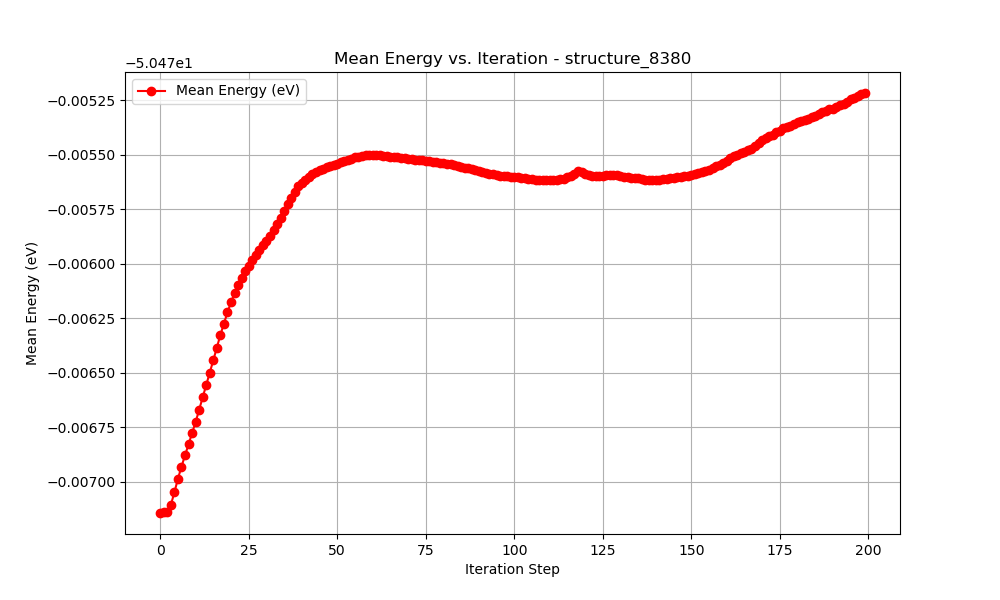 Mean Energy vs. Iteration - structure_8380
−5.047e1
Mean Energy (eV)
−0.00525
−0.00550
−0.00575
−0.00600
−0.00625
−0.00650
−0.00675
−0.00700
Mean Energy (eV)
0 25 50 75 100 125 150 175 200
Iteration Step